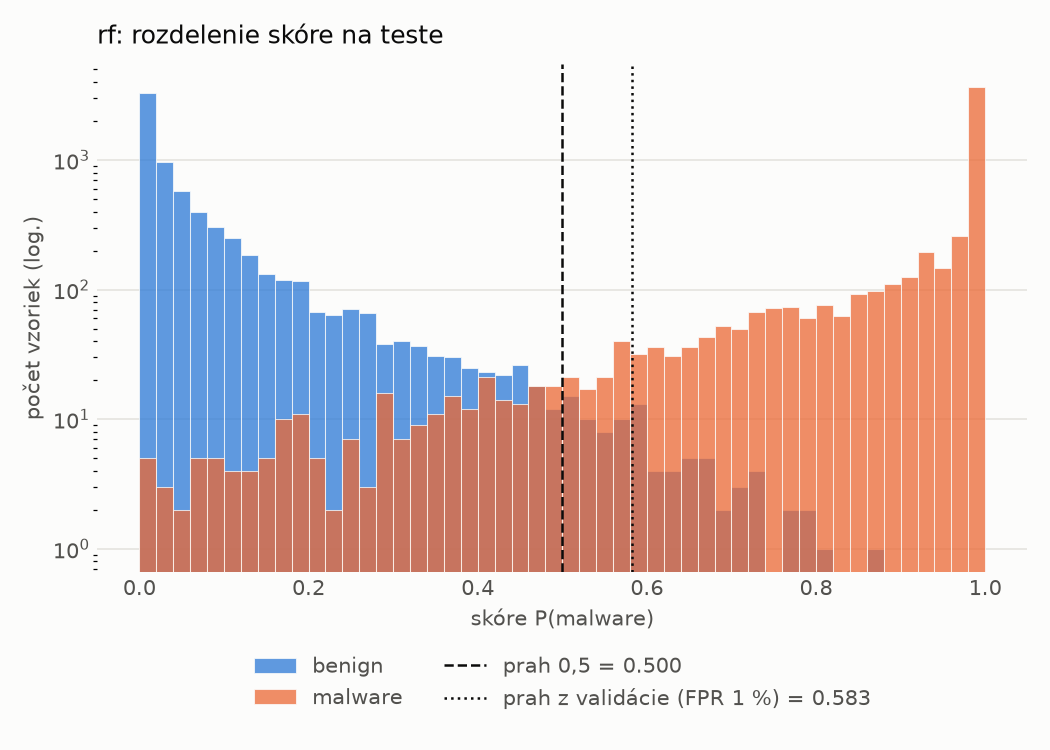 rf: rozdelenie skóre na teste
počet vzoriek (log.)
10³
10²
10¹
10⁰
0.0 0.2 0.4 0.6 0.8 1.0
skóre P(malware)
benign
malware
prah 0,5 = 0.500
prah z validácie (FPR 1 %) = 0.583